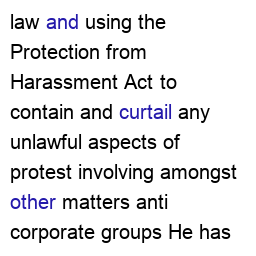 law and using the
Protection from
Harassment Act to
contain and curtail any
unlawful aspects of
protest involving amongst
other matters anti
corporate groups He has